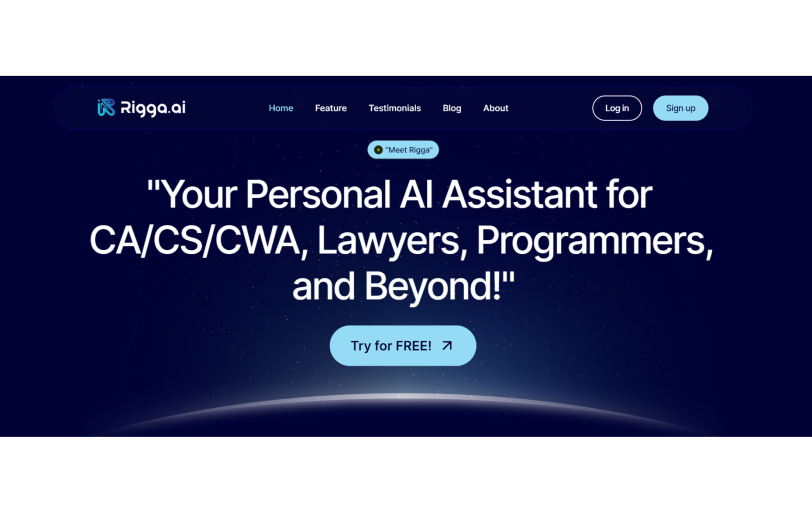 Rigga.ai
Home Feature Testimonials Blog About
Log in
Sign up
"Meet Rigga"
"Your Personal AI Assistant for
CA/CS/CWA, Lawyers, Programmers,
and Beyond!"
Try for FREE!